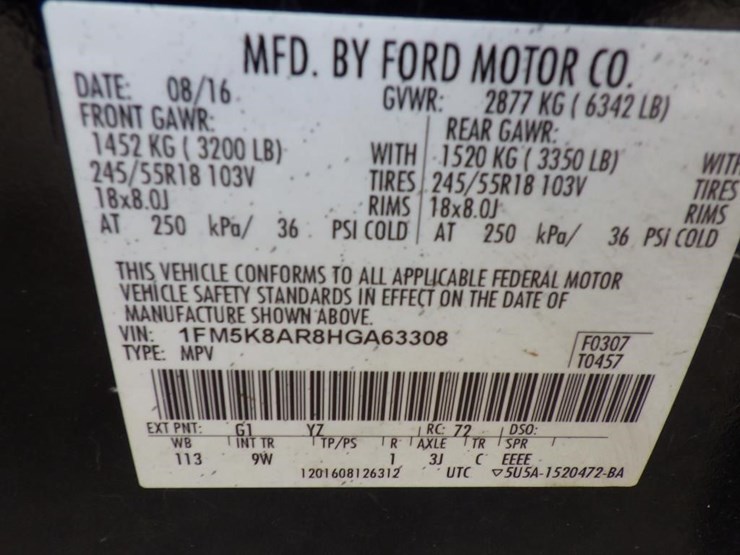 MFD. BY FORD MOTOR CO.
DATE: 08/16 GVWR: 2877 KG ( 6342 LB)
FRONT GAWR: REAR GAWR:
1452 KG ( 3200 LB) WITH 1520 KG ( 3350 LB) WITH
245/55R18 103V TIRES 245/55R18 103V TIRES
18x8.0J RIMS 18x8.0J RIMS
AT 250 kPa/ 36 PSI COLD AT 250 kPa/ 36 PSI COLD
THIS VEHICLE CONFORMS TO ALL APPLICABLE FEDERAL MOTOR
VEHICLE SAFETY STANDARDS IN EFFECT ON THE DATE OF
MANUFACTURE SHOWN ABOVE.
VIN: 1FM5K8AR8HGA63308 F0307
TYPE: MPV T0457
EXT PNT: G1 YZ RC: 72 DSO:
WB INT TR TP/PS R AXLE TR SPR
113 9W 1 3J C EEEE
1201608126312 UTC ▽5U5A-1520472-BA